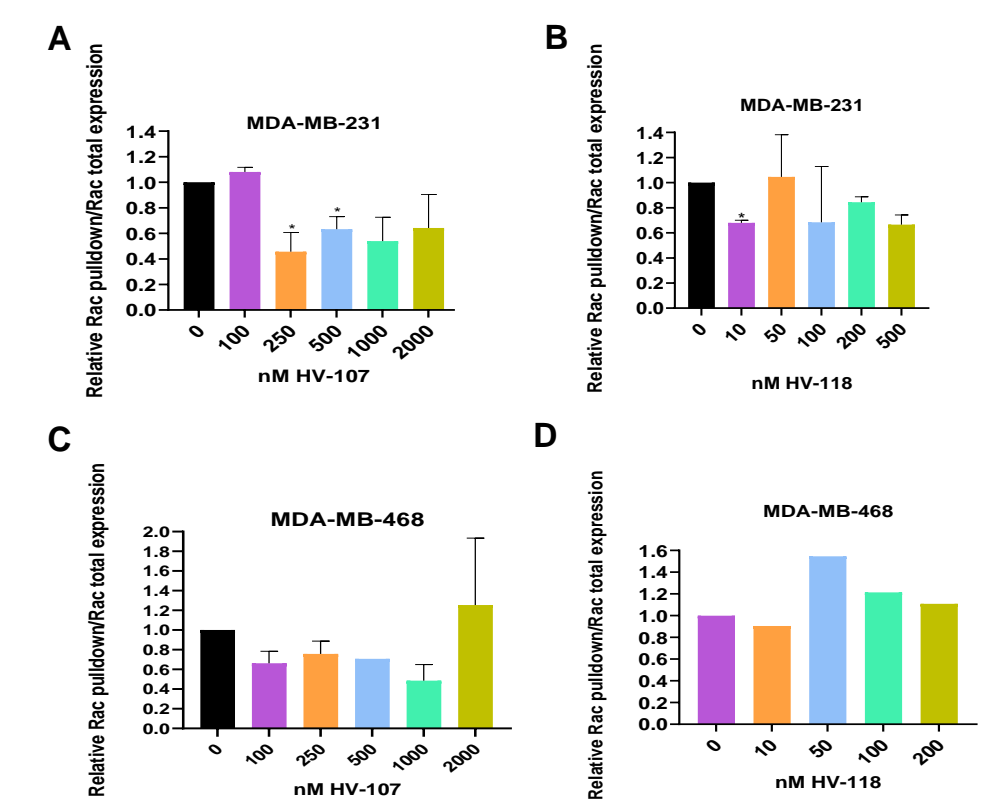 A
Relative Rac pulldown/Rac total expression
MDA-MB-231
1.4
1.2
1.0
0.8
0.6
0.4
0.2
0.0
*
*
0 100 250 500 1000 2000
nM HV-107
B
Relative Rac pulldown/Rac total expression
MDA-MB-231
1.4
1.2
1.0
0.8
0.6
0.4
0.2
0.0
*
0 10 50 100 200 500
nM HV-118
C
Relative Rac pulldown/Rac total expression
MDA-MB-468
2.0
1.8
1.6
1.4
1.2
1.0
0.8
0.6
0.4
0.2
0.0
0 100 250 500 1000 2000
nM HV-107
D
Relative Rac pulldown/Rac total expression
MDA-MB-468
1.6
1.4
1.2
1.0
0.8
0.6
0.4
0.2
0.0
0 10 50 100 200
nM HV-118